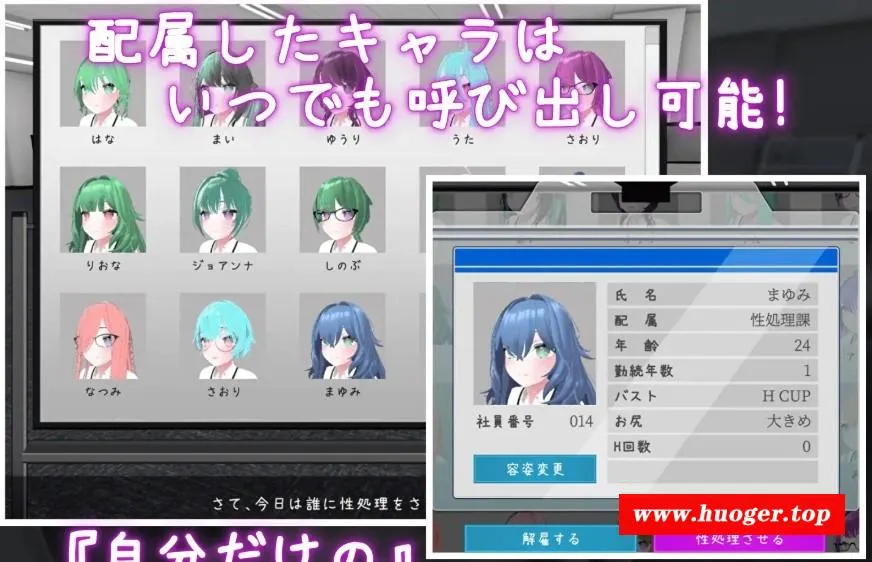 配属したキャラは
いつでも呼び出し可能!
はな
まい
ゆうり
うた
さおり
りおな
ジョアンナ
しのぶ
なつみ
さおり
まゆみ
氏 名 まゆみ
配 属 性処理課
年 齢 24
勤続年数 1
バスト H CUP
お尻 大きめ
H回数 0
社員番号 014
容姿変更
さて、今日は誰に性処理をさ
www.huoger.top
解雇する
性処理させる
『自分だけの』